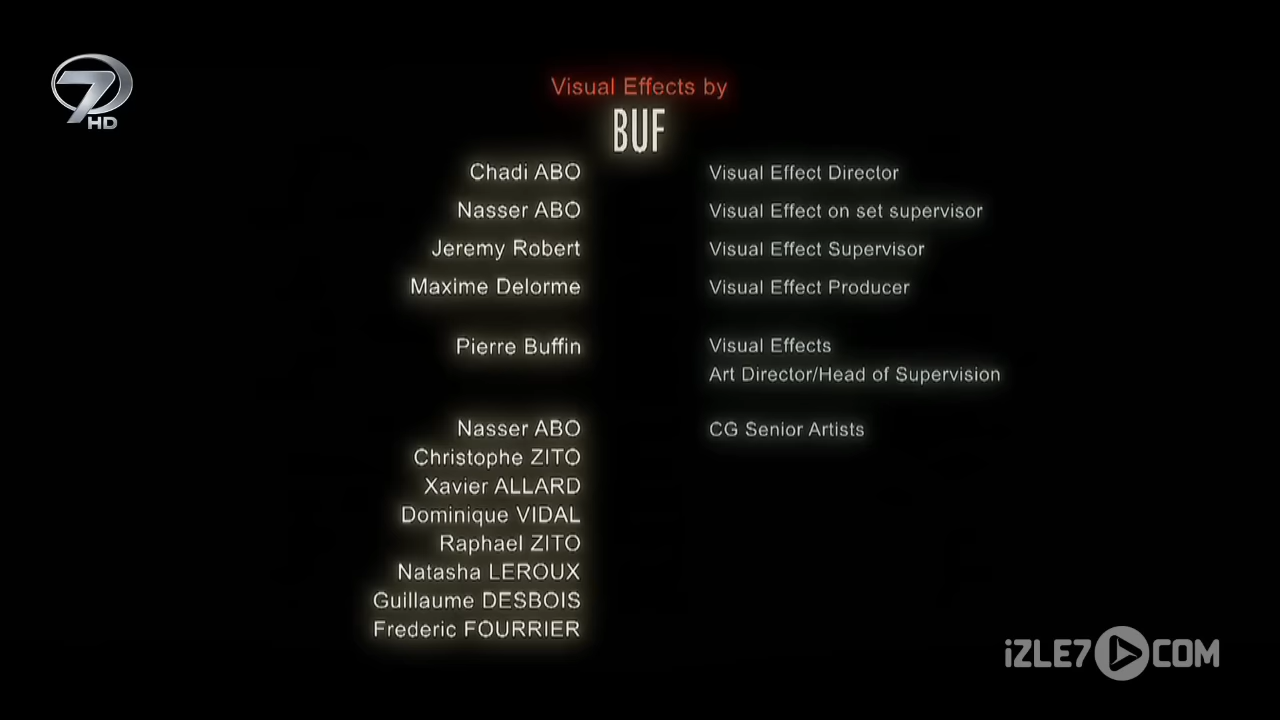 7
HD
Visual Effects by
BUF
Chadi ABO Visual Effect Director
Nasser ABO Visual Effect on set supervisor
Jeremy Robert Visual Effect Supervisor
Maxime Delorme Visual Effect Producer
Pierre Buffin Visual Effects
Art Director/Head of Supervision
Nasser ABO CG Senior Artists
Christophe ZITO
Xavier ALLARD
Dominique VIDAL
Raphael ZITO
Natasha LEROUX
Guillaume DESBOIS
Frederic FOURRIER
iZLE7 COM